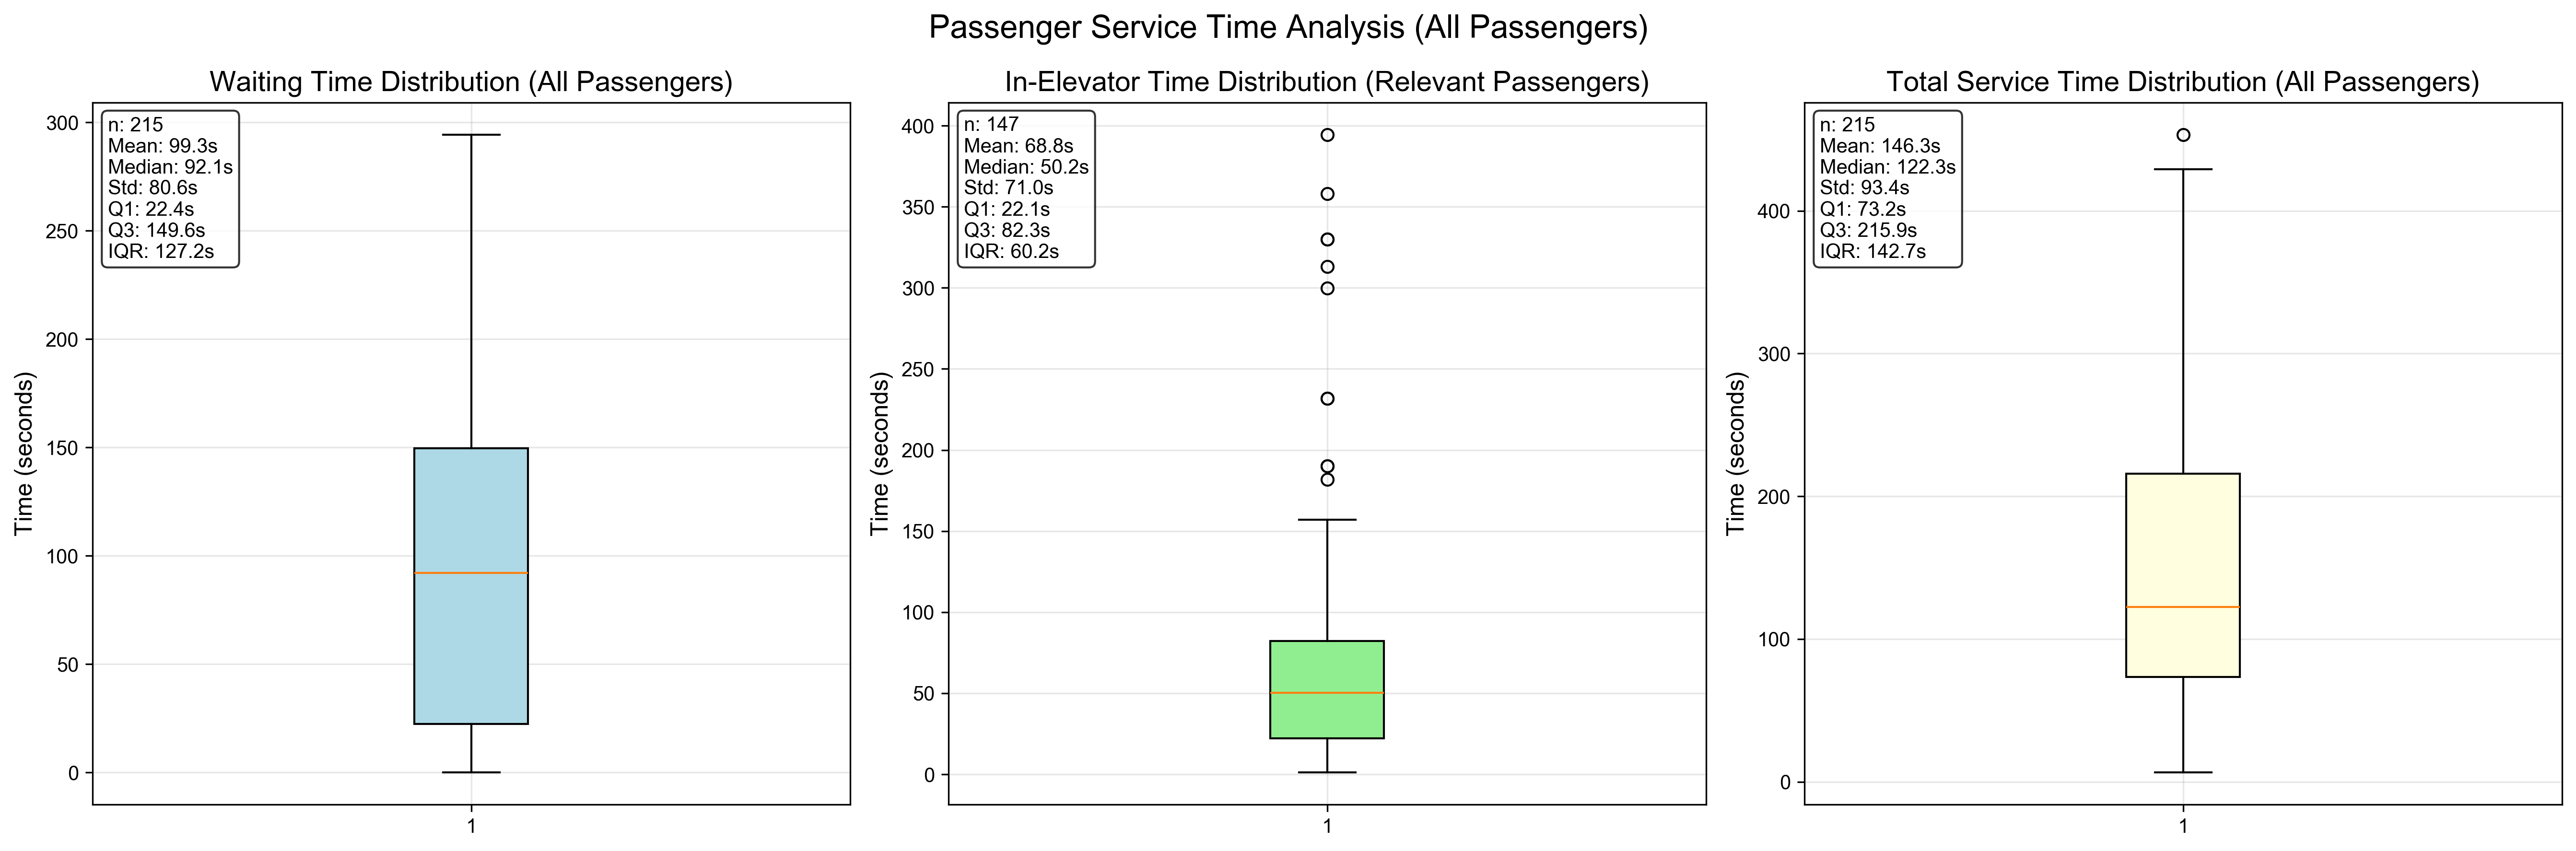 Passenger Service Time Analysis (All Passengers)
Waiting Time Distribution (All Passengers)
n: 215
Mean: 99.3s
Median: 92.1s
Std: 80.6s
Q1: 22.4s
Q3: 149.6s
IQR: 127.2s
Time (seconds)
300
250
200
150
100
50
0
1
In-Elevator Time Distribution (Relevant Passengers)
n: 147
Mean: 68.8s
Median: 50.2s
Std: 71.0s
Q1: 22.1s
Q3: 82.3s
IQR: 60.2s
Time (seconds)
400
350
300
250
200
150
100
50
0
1
Total Service Time Distribution (All Passengers)
n: 215
Mean: 146.3s
Median: 122.3s
Std: 93.4s
Q1: 73.2s
Q3: 215.9s
IQR: 142.7s
Time (seconds)
400
300
200
100
0
1